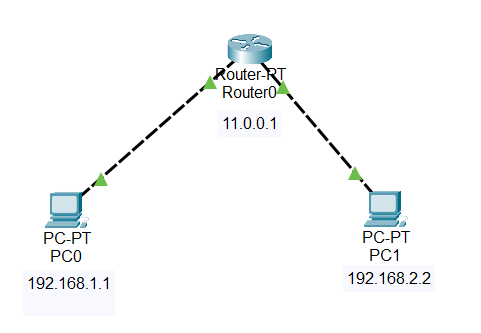 Router-PT
Router0
11.0.0.1
PC-PT
PC0
192.168.1.1
PC-PT
PC1
192.168.2.2